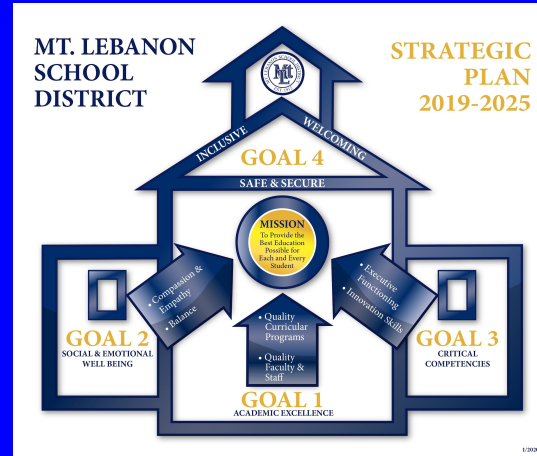 MT. LEBANON
SCHOOL
DISTRICT
STRATEGIC
PLAN
2019-2025
INCLUSIVE
WELCOMING
GOAL 4
SAFE & SECURE
MISSION
To Provide the
Best Education
Possible for
Each and Every
Student
• Compassion &
Empathy
• Balance
• Executive
Functioning
• Innovation Skills
• Quality
Curricular
Programs
• Quality
Faculty &
Staff
GOAL 2
SOCIAL & EMOTIONAL
WELL BEING
GOAL 3
CRITICAL
COMPETENCIES
GOAL 1
ACADEMIC EXCELLENCE